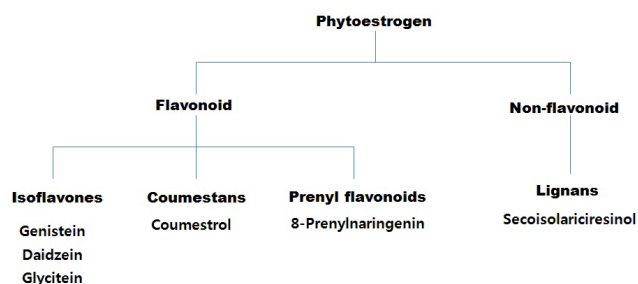 Phytoestrogen
Flavonoid
Non-flavonoid
Isoflavones
Genistein
Daidzein
Glycitein
Coumestans
Coumestrol
Prenyl flavonoids
8-Prenylnaringenin
Lignans
Secoisolariciresinol